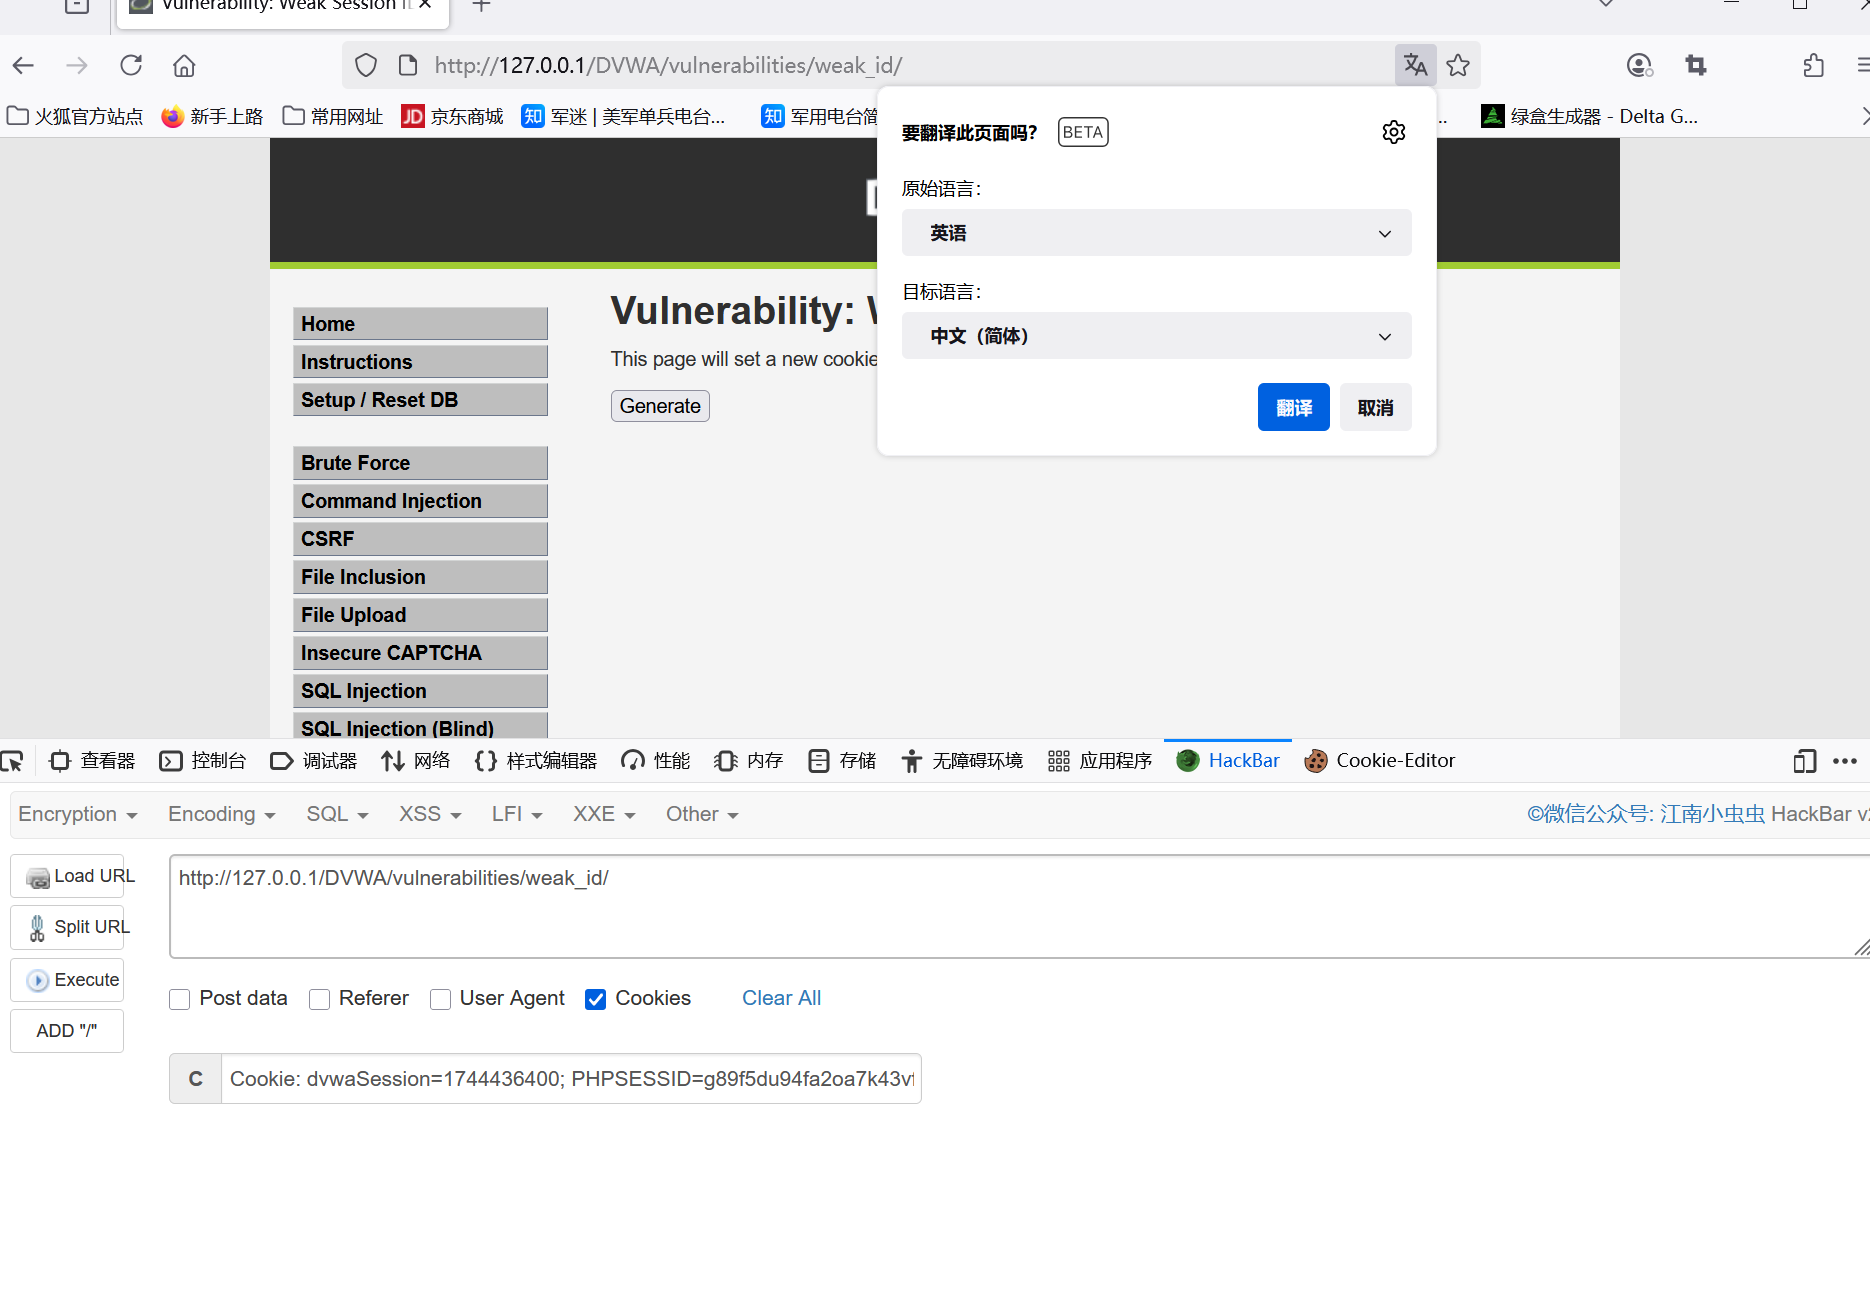 Vulnerability: Weak Session
http://127.0.0.1/DVWA/vulnerabilities/weak_id/
火狐官方站点 新手上路 常用网址 JD 京东商城 知 军迷 | 美军单兵电台... 知 军用电台简 .. 绿盒生成器 - Delta G...
要翻译此页面吗? BETA
原始语言:
英语
目标语言:
中文（简体）
翻译 取消
Vulnerability:
This page will set a new cookie
Generate
Home
Instructions
Setup / Reset DB
Brute Force
Command Injection
CSRF
File Inclusion
File Upload
Insecure CAPTCHA
SQL Injection
SQL Injection (Blind)
查看器 控制台 调试器 网络 样式编辑器 性能 内存 存储 无障碍环境 应用程序 HackBar Cookie-Editor
Encryption Encoding SQL XSS LFI XXE Other ©微信公众号: 江南小虫虫 HackBar
Load URL
Split URL
Execute
ADD "/"
http://127.0.0.1/DVWA/vulnerabilities/weak_id/
Post data Referer User Agent Cookies Clear All
C Cookie: dvwaSession=1744436400; PHPSESSID=g89f5du94fa2oa7k43v